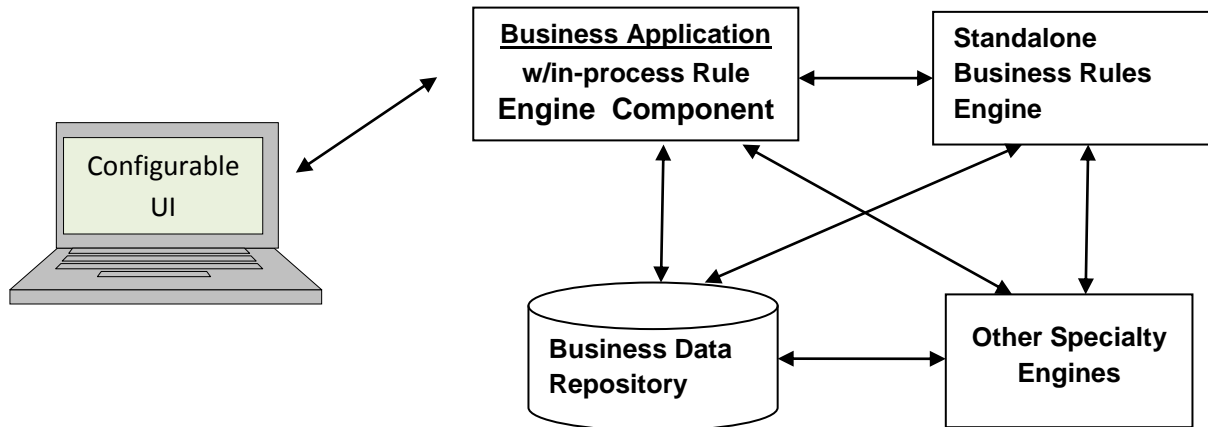 Configurable
UI
Business Application
w/in-process Rule
Engine Component
Standalone
Business Rules
Engine
Business Data
Repository
Other Specialty
Engines